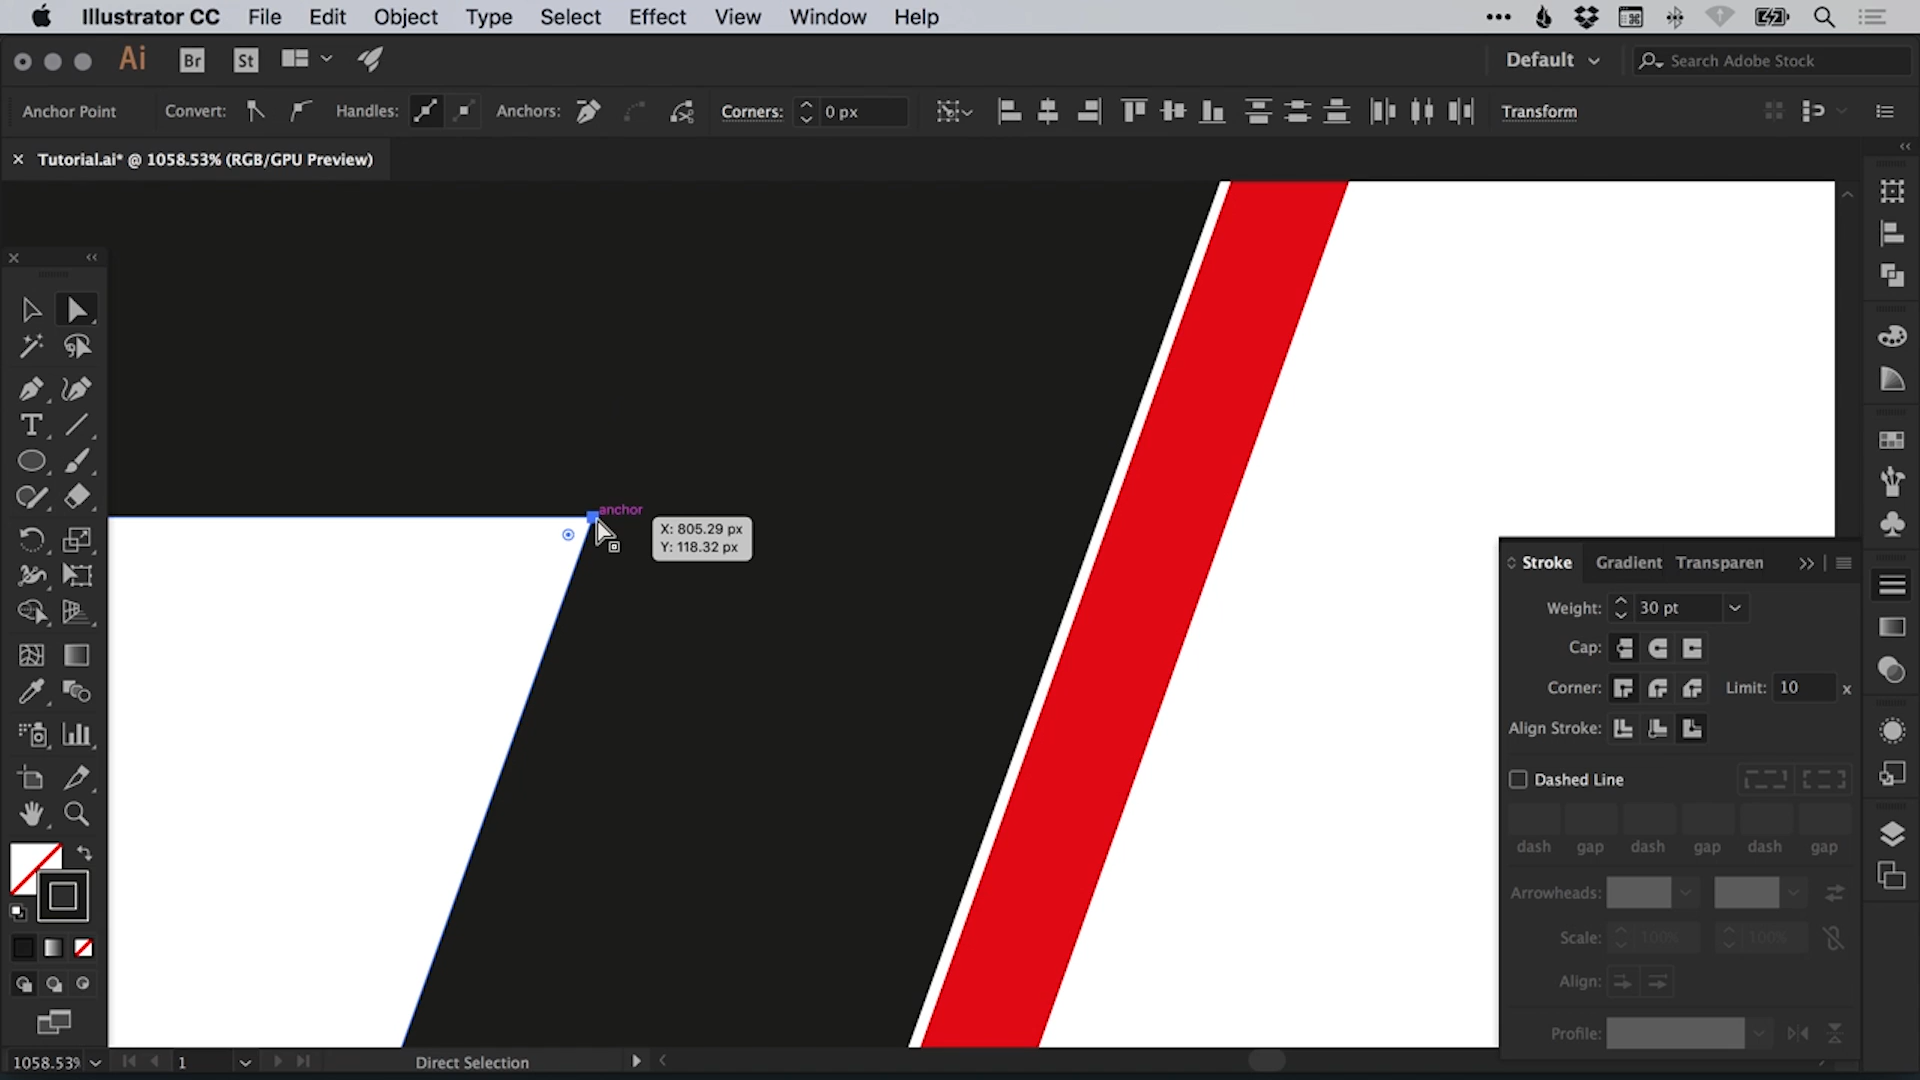 Illustrator CC File Edit Object Type Select Effect View Window Help
Ai Br St Default Search Adobe Stock
Anchor Point Convert: Handles: Anchors: Corners: 0 px Transform
Tutorial.ai* @ 1058.53% (RGB/GPU Preview)
anchor
X: 805.29 px
Y: 118.32 px
Stroke Gradient Transparen
Weight: 30 pt
Cap:
Corner: Limit: 10 x
Align Stroke:
Dashed Line
dash gap dash gap dash gap
Arrowheads:
Scale: 100% 100%
Align:
Profile:
1058.53% 1 Direct Selection